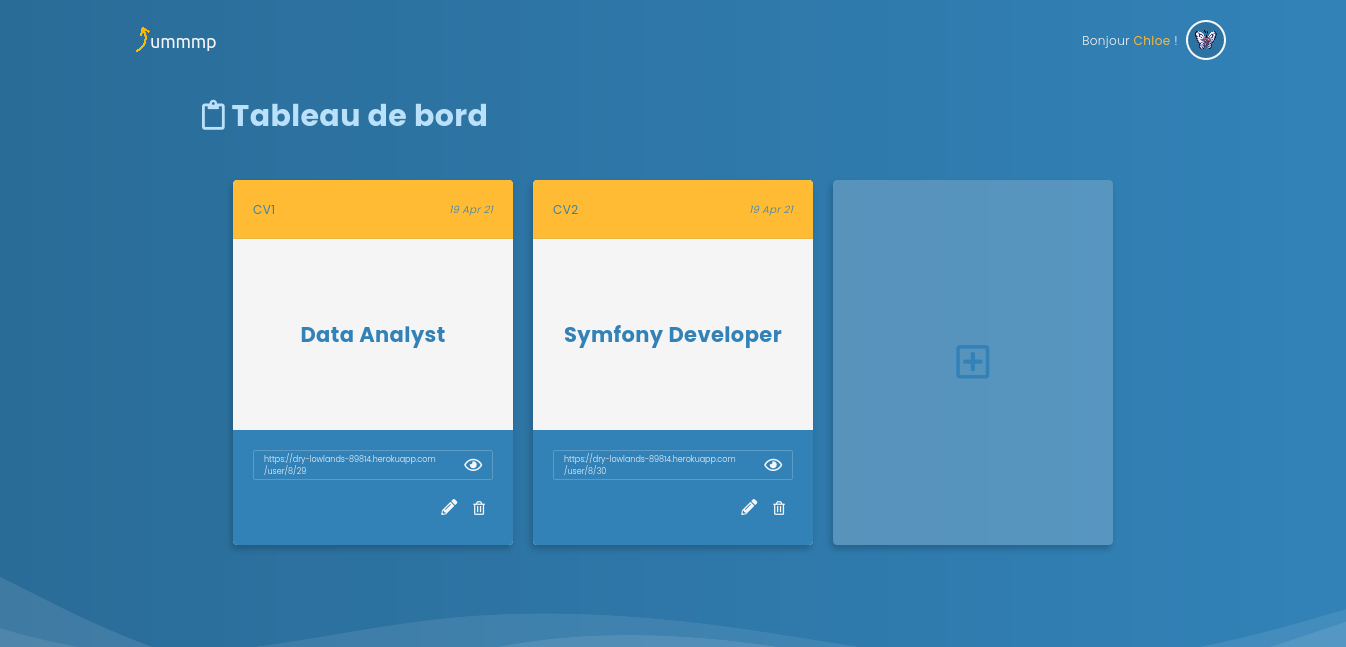 Jummmp
Bonjour Chloe !
Tableau de bord
CV1 19 Apr 21
Data Analyst
https://dry-lowlands-89814.herokuapp.com
/user/8/29
CV2 19 Apr 21
Symfony Developer
https://dry-lowlands-89814.herokuapp.com
/user/8/30